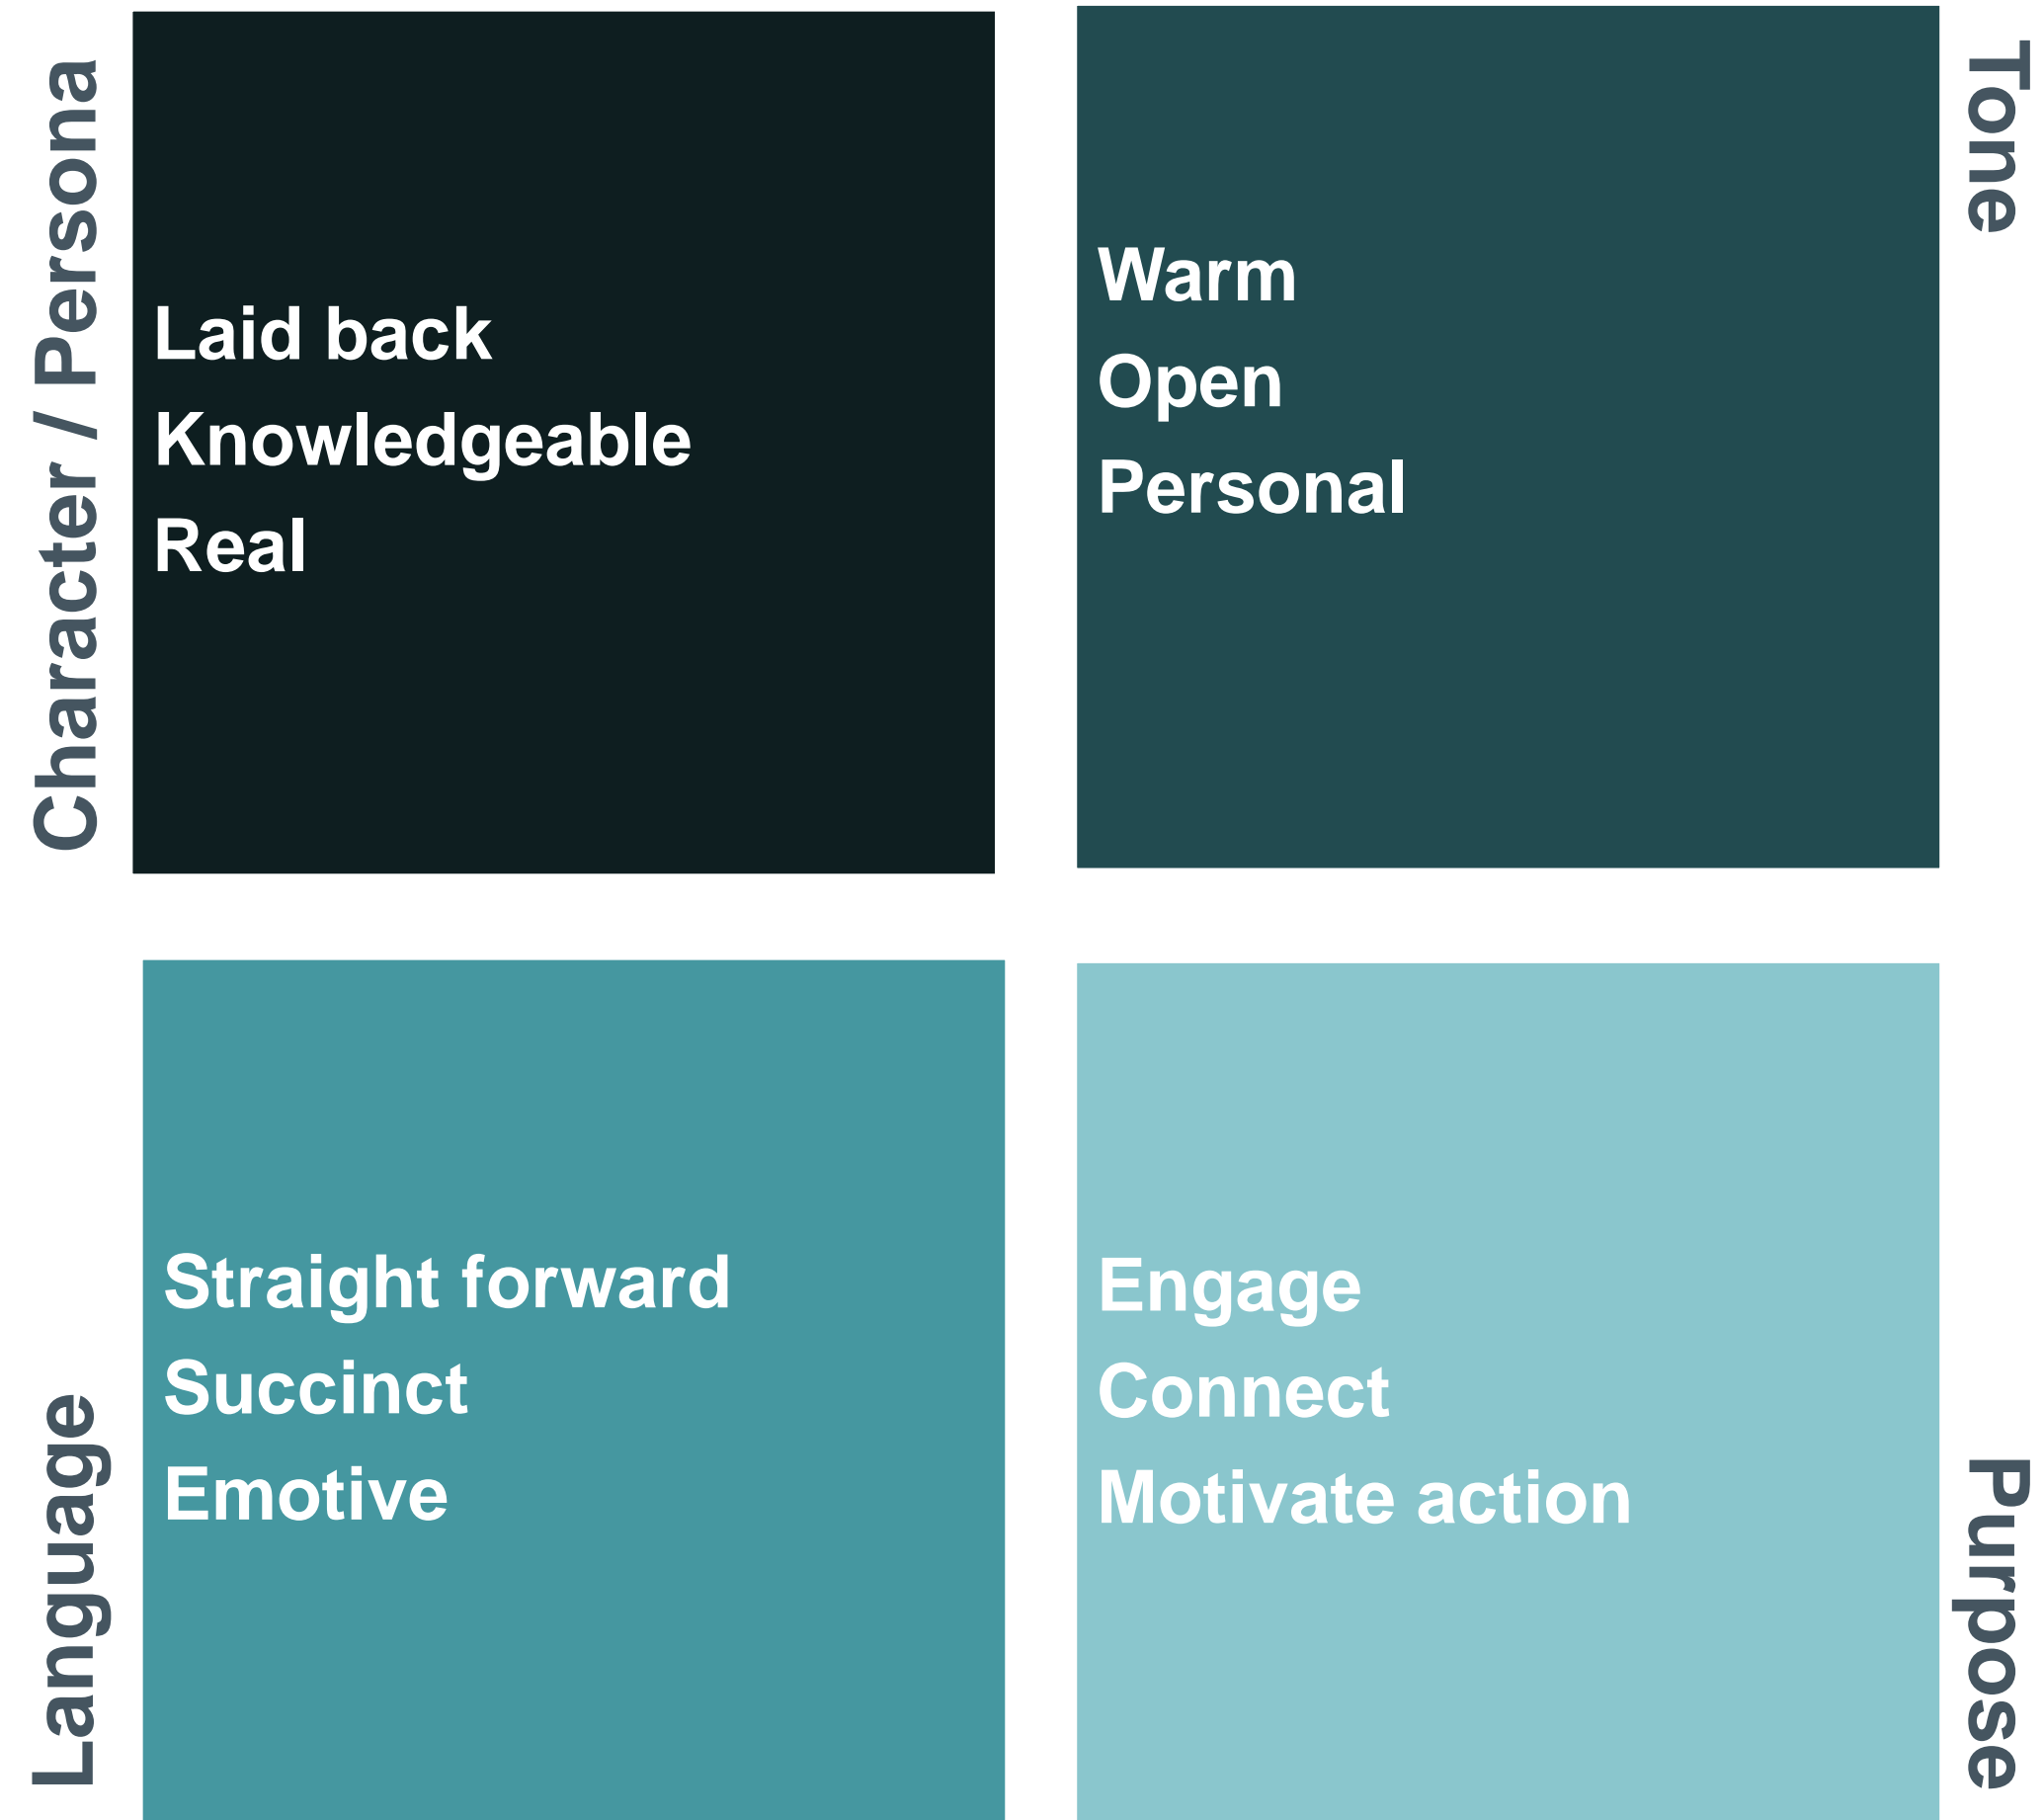 Character / Persona
Laid back
Knowledgeable
Real
Tone
Warm
Open
Personal
Language
Straight forward
Succinct
Emotive
Purpose
Engage
Connect
Motivate action